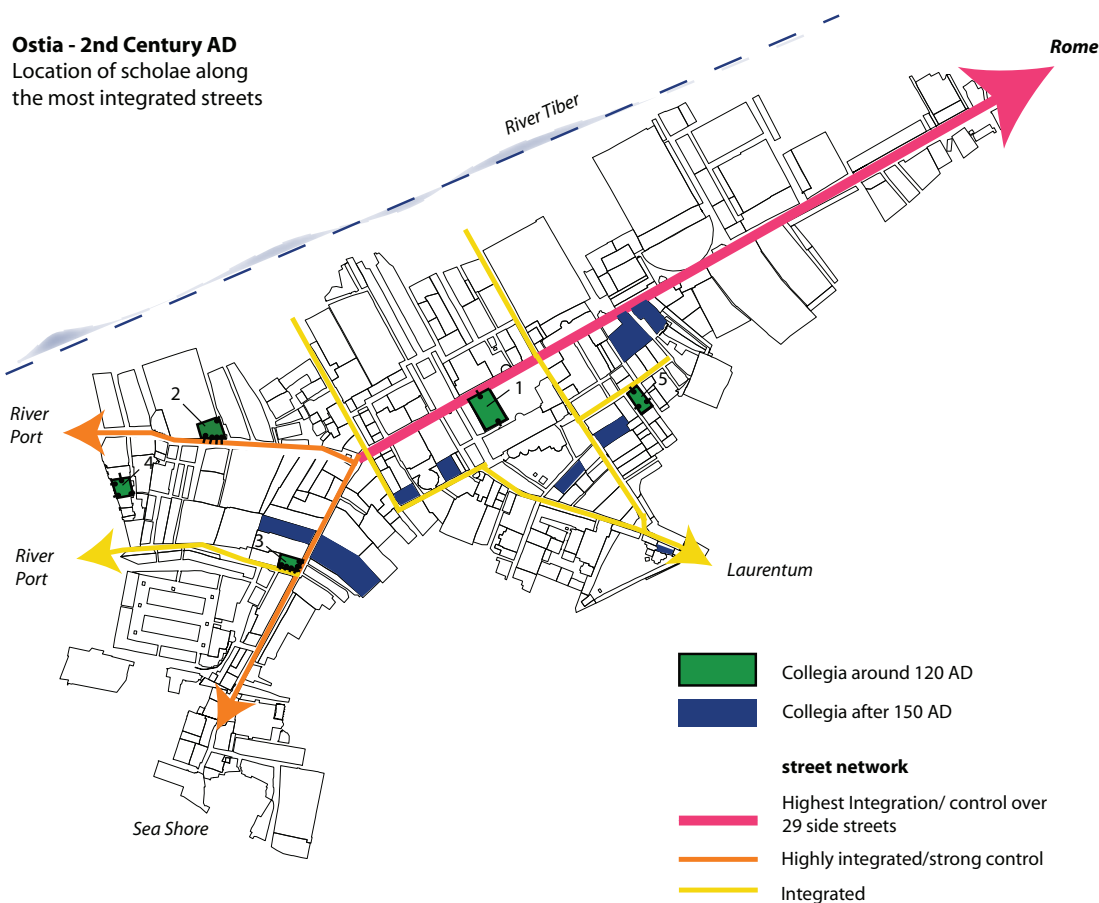 Ostia - 2nd Century AD
Location of scholae along
the most integrated streets
Rome
River Tiber
1
5
2
River
Port
4
3
River
Port
Laurentum
Sea Shore
Collegia around 120 AD
Collegia after 150 AD
street network
Highest Integration/ control over
29 side streets
Highly integrated/strong control
Integrated